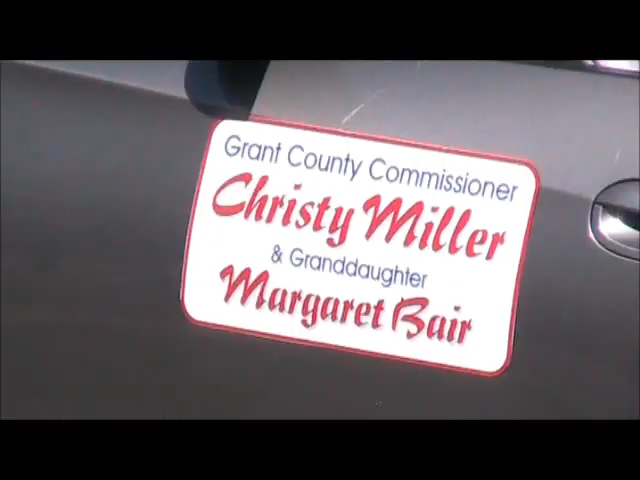 Grant County Commissioner
Christy Miller
& Granddaughter
Margaret Bair